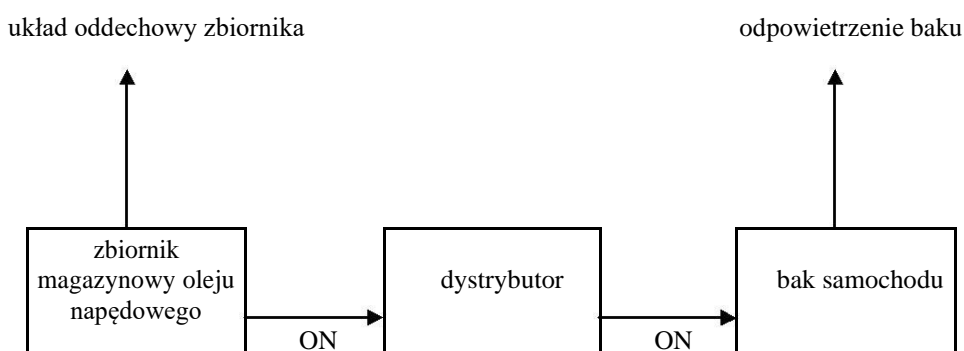 układ oddechowy zbiornika
odpowietrzenie baku
zbiornik
magazynowy oleju
napędowego
dystrybutor
bak samochodu
ON
ON